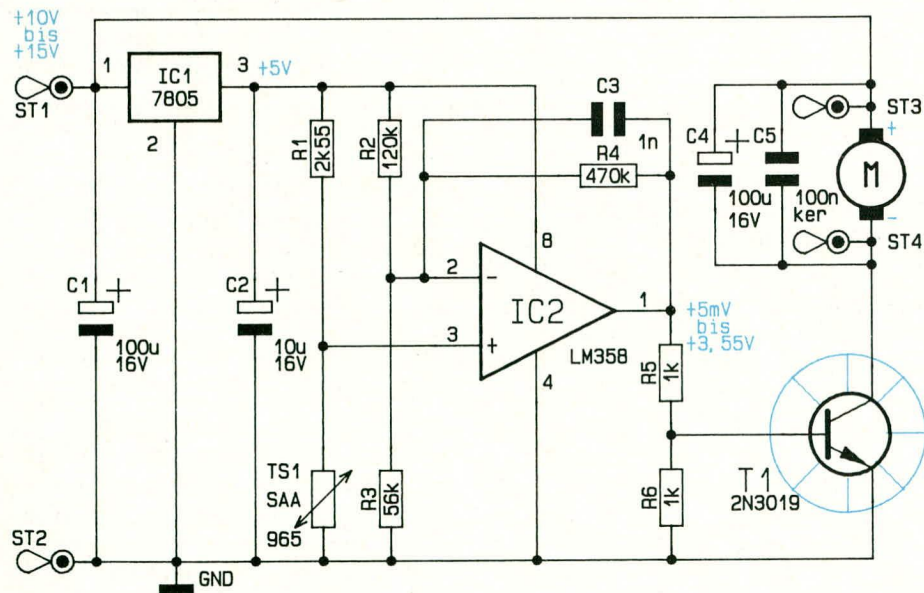 +10V
bis
+15V
1
IC1
7805
3
+5V
2
ST1
R1
2k55
R2
120k
C3
1n
R4
470k
C4
+
100u
16V
C5
100n
ker
ST3
+
M
-
ST4
C1
+
100u
16V
C2
+
10u
16V
2
-
8
IC2
3
+
4
1
LM358
+5mV
bis
+3,55V
R5
1k
TS1
SAA
965
R3
56k
R6
1k
T1
2N3019
ST2
GND